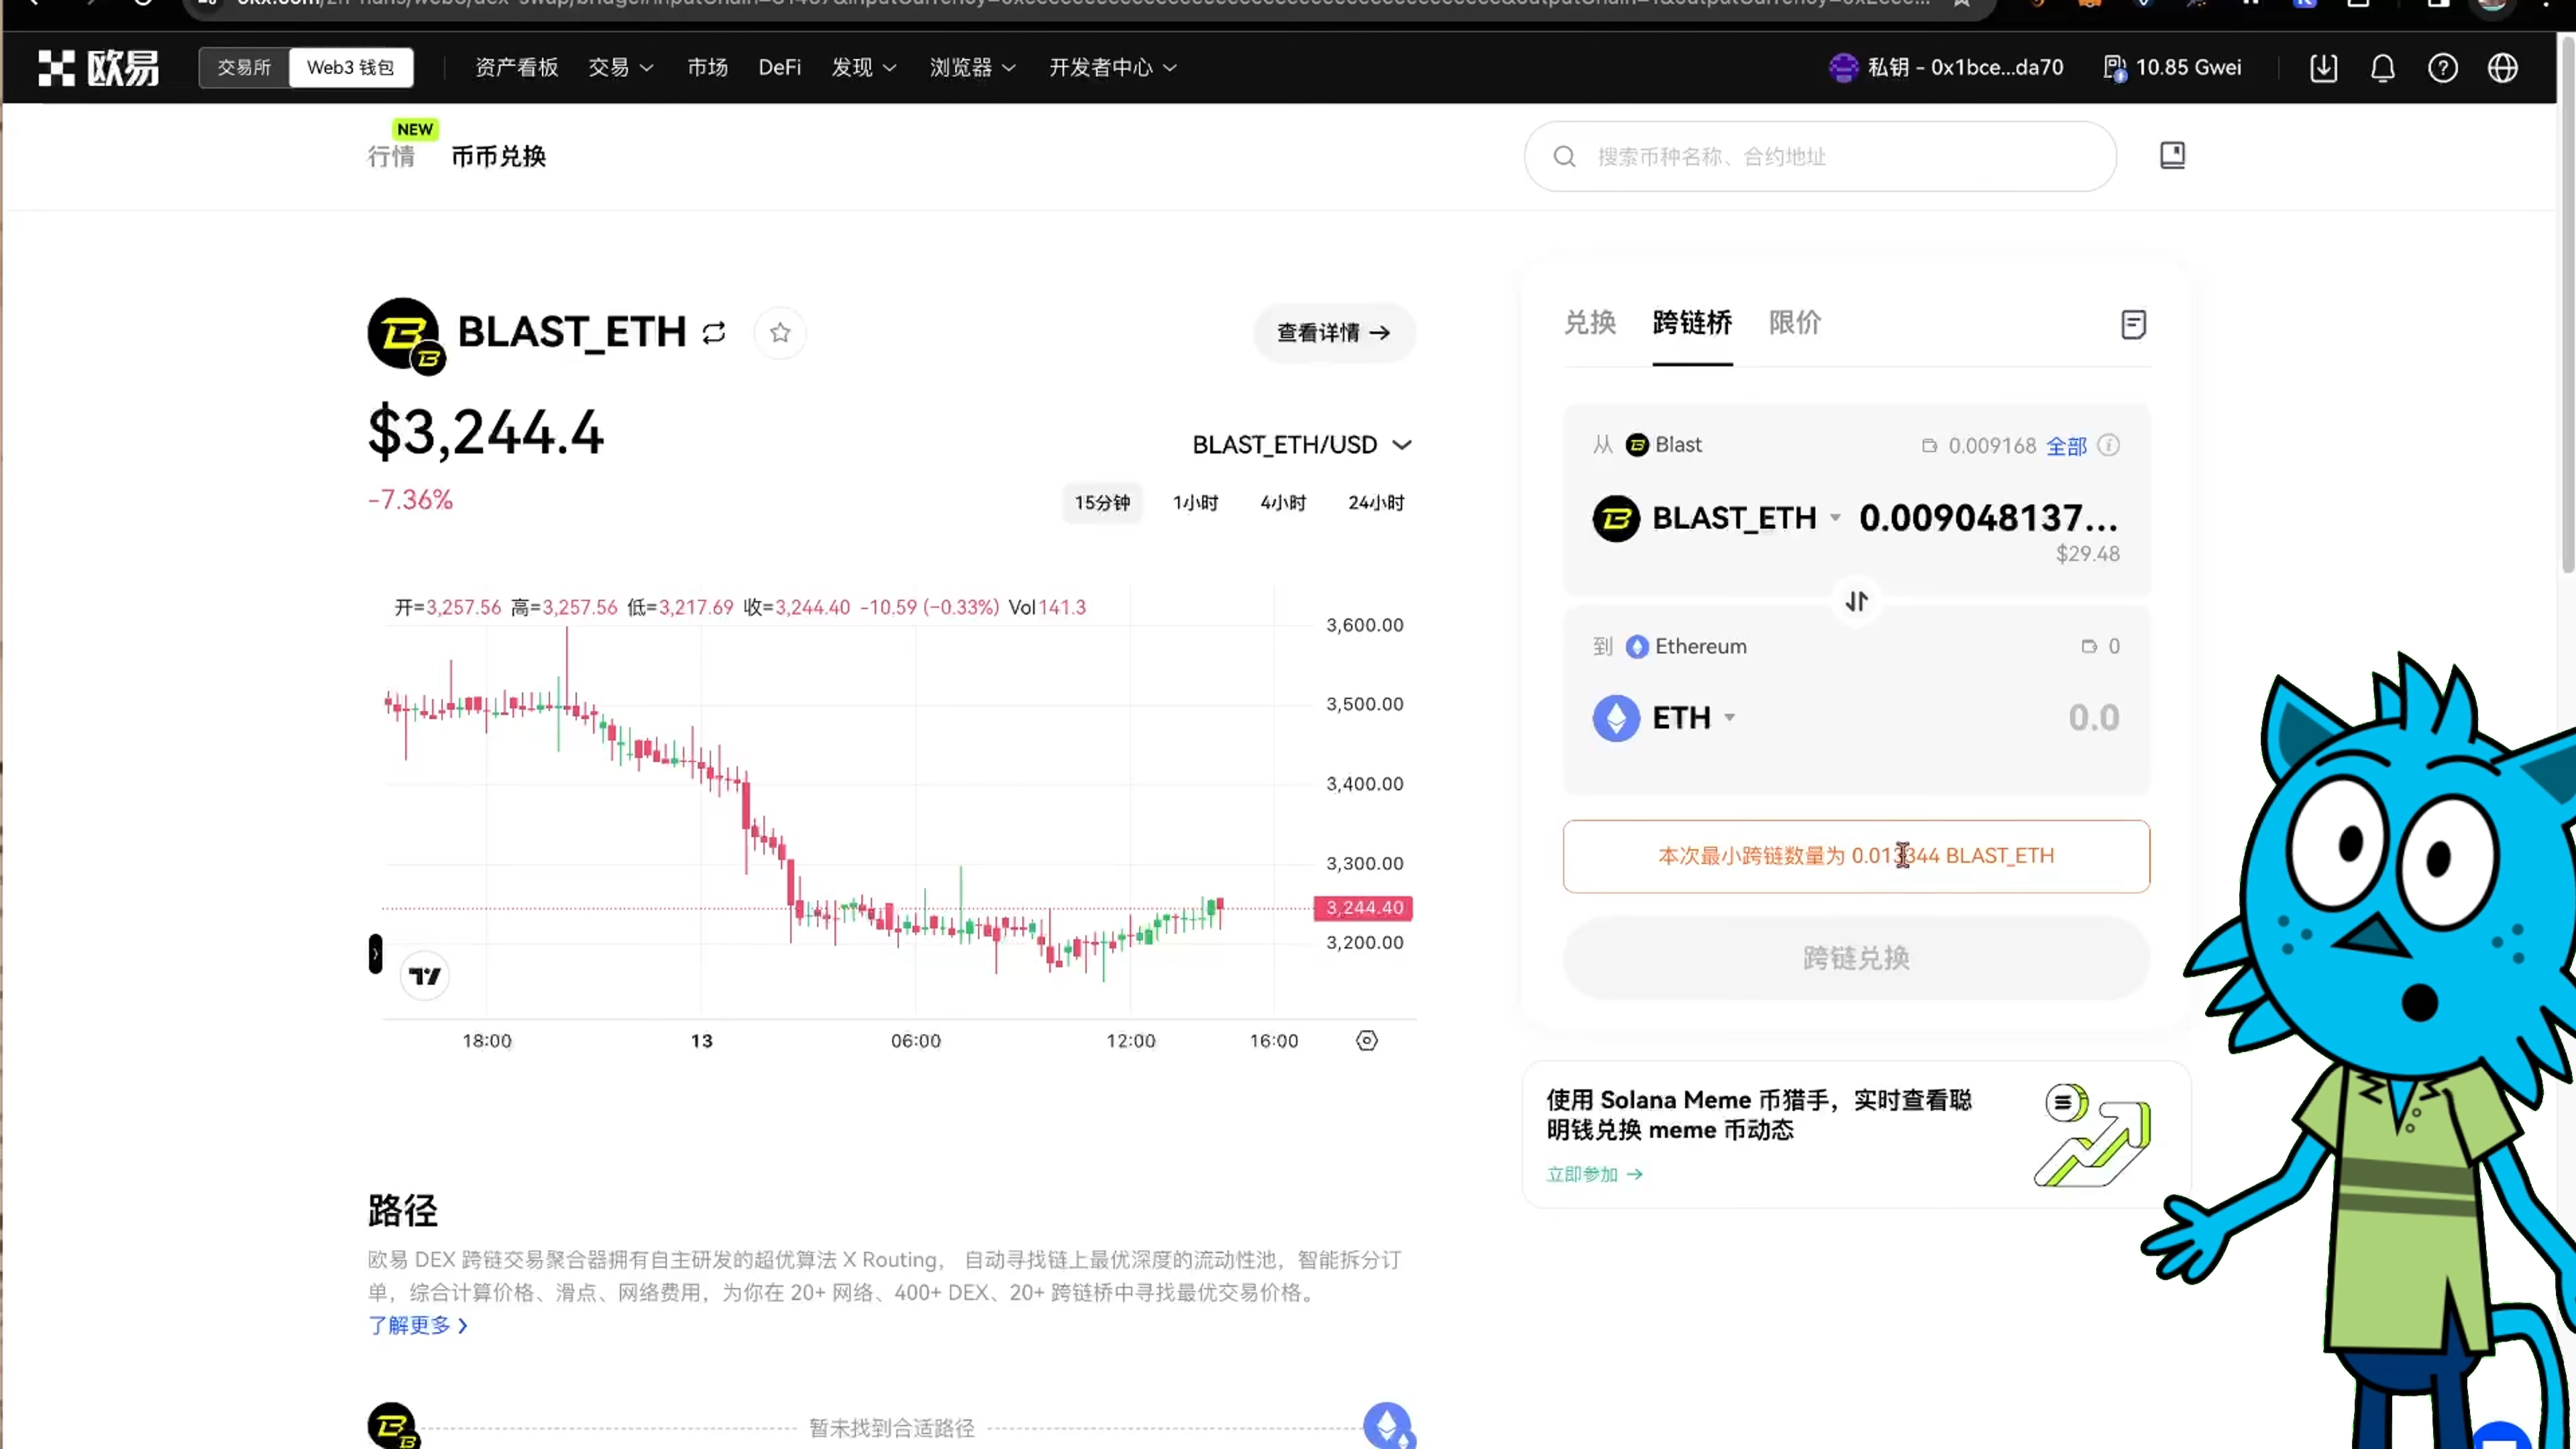 欧易
交易所
Web3 钱包
资产看板
交易
市场
DeFi
发现
浏览器
开发者中心
私钥 - 0x1bce...da70
10.85 Gwei
NEW
行情
币币兑换
搜索币种名称、合约地址
BLAST_ETH
查看详情 →
$3,244.4
BLAST_ETH/USD
-7.36%
15分钟
1小时
4小时
24小时
开=3,257.56 高=3,257.56 低=3,217.69 收=3,244.40 -10.59 (-0.33%) Vol141.3
3,600.00
3,500.00
3,400.00
3,300.00
3,244.40
3,200.00
18:00
13
06:00
12:00
16:00
兑换
跨链桥
限价
从 Blast
0.009168 全部
BLAST_ETH
0.009048137...
$29.48
到 Ethereum
0
ETH
0.0
本次最小跨链数量为 0.013344 BLAST_ETH
跨链兑换
使用 Solana Meme 币猎手，实时查看聪
明钱兑换 meme 币动态
立即参加 →
路径
欧易 DEX 跨链交易聚合器拥有自主研发的超优算法 X Routing， 自动寻找链上最优深度的流动性池，智能拆分订
单，综合计算价格、滑点、网络费用，为你在 20+ 网络、400+ DEX、20+ 跨链桥中寻找最优交易价格。
了解更多
暂未找到合适路径